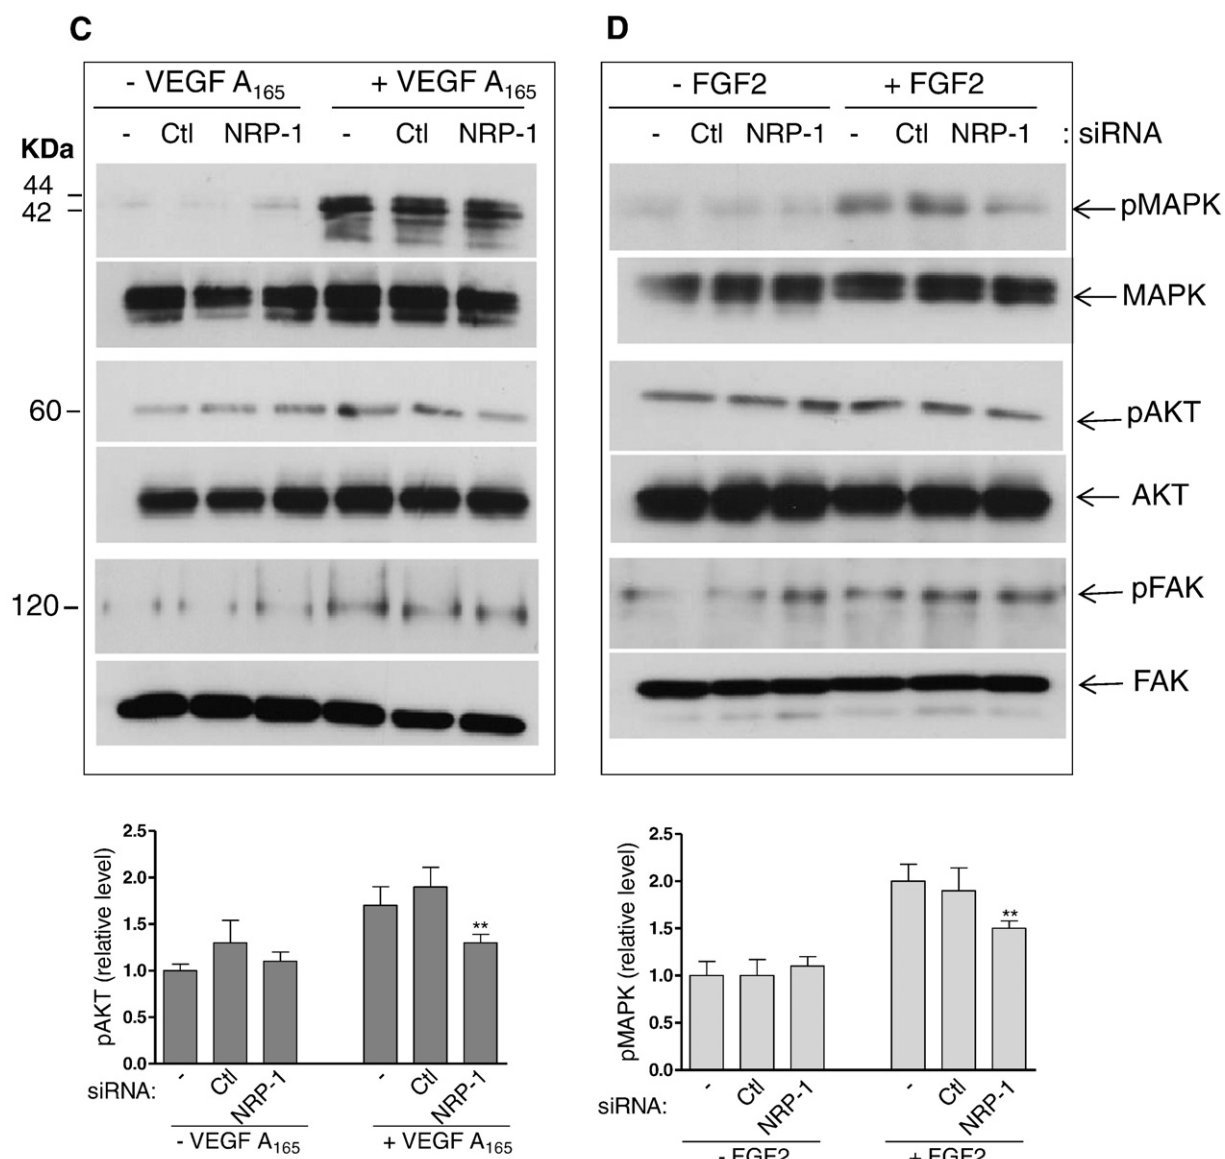 C
D
- VEGF A165
+ VEGF A165
- FGF2
+ FGF2
- Ctl NRP-1 - Ctl NRP-1
- Ctl NRP-1 - Ctl NRP-1 : siRNA
KDa
44
42
pMAPK
MAPK
60
pAKT
AKT
120
pFAK
FAK
pAKT (relative level)
2.5
2.0
1.5
1.0
0.5
0.0
**
siRNA:
- Ctl NRP-1 - Ctl NRP-1
- VEGF A165
+ VEGF A165
pMAPK (relative level)
2.5
2.0
1.5
1.0
0.5
0.0
**
siRNA:
- Ctl NRP-1 - Ctl NRP-1
- FGF2
+ FGF2